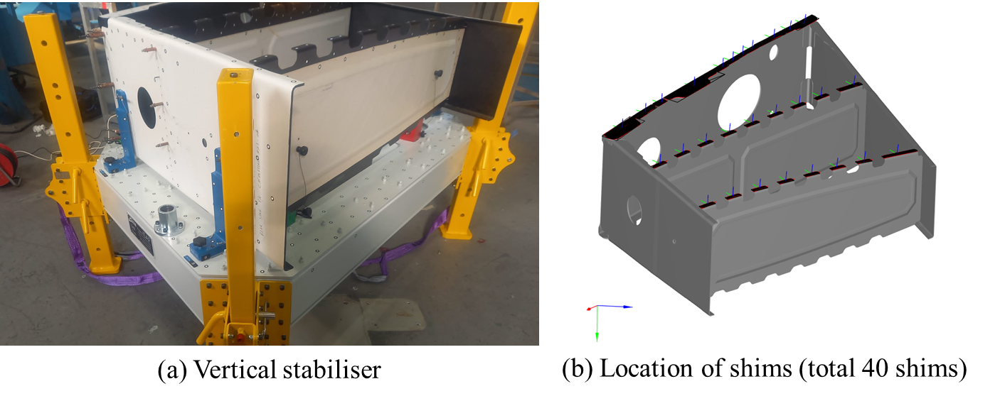 (a) Vertical stabiliser
(b) Location of shims (total 40 shims)